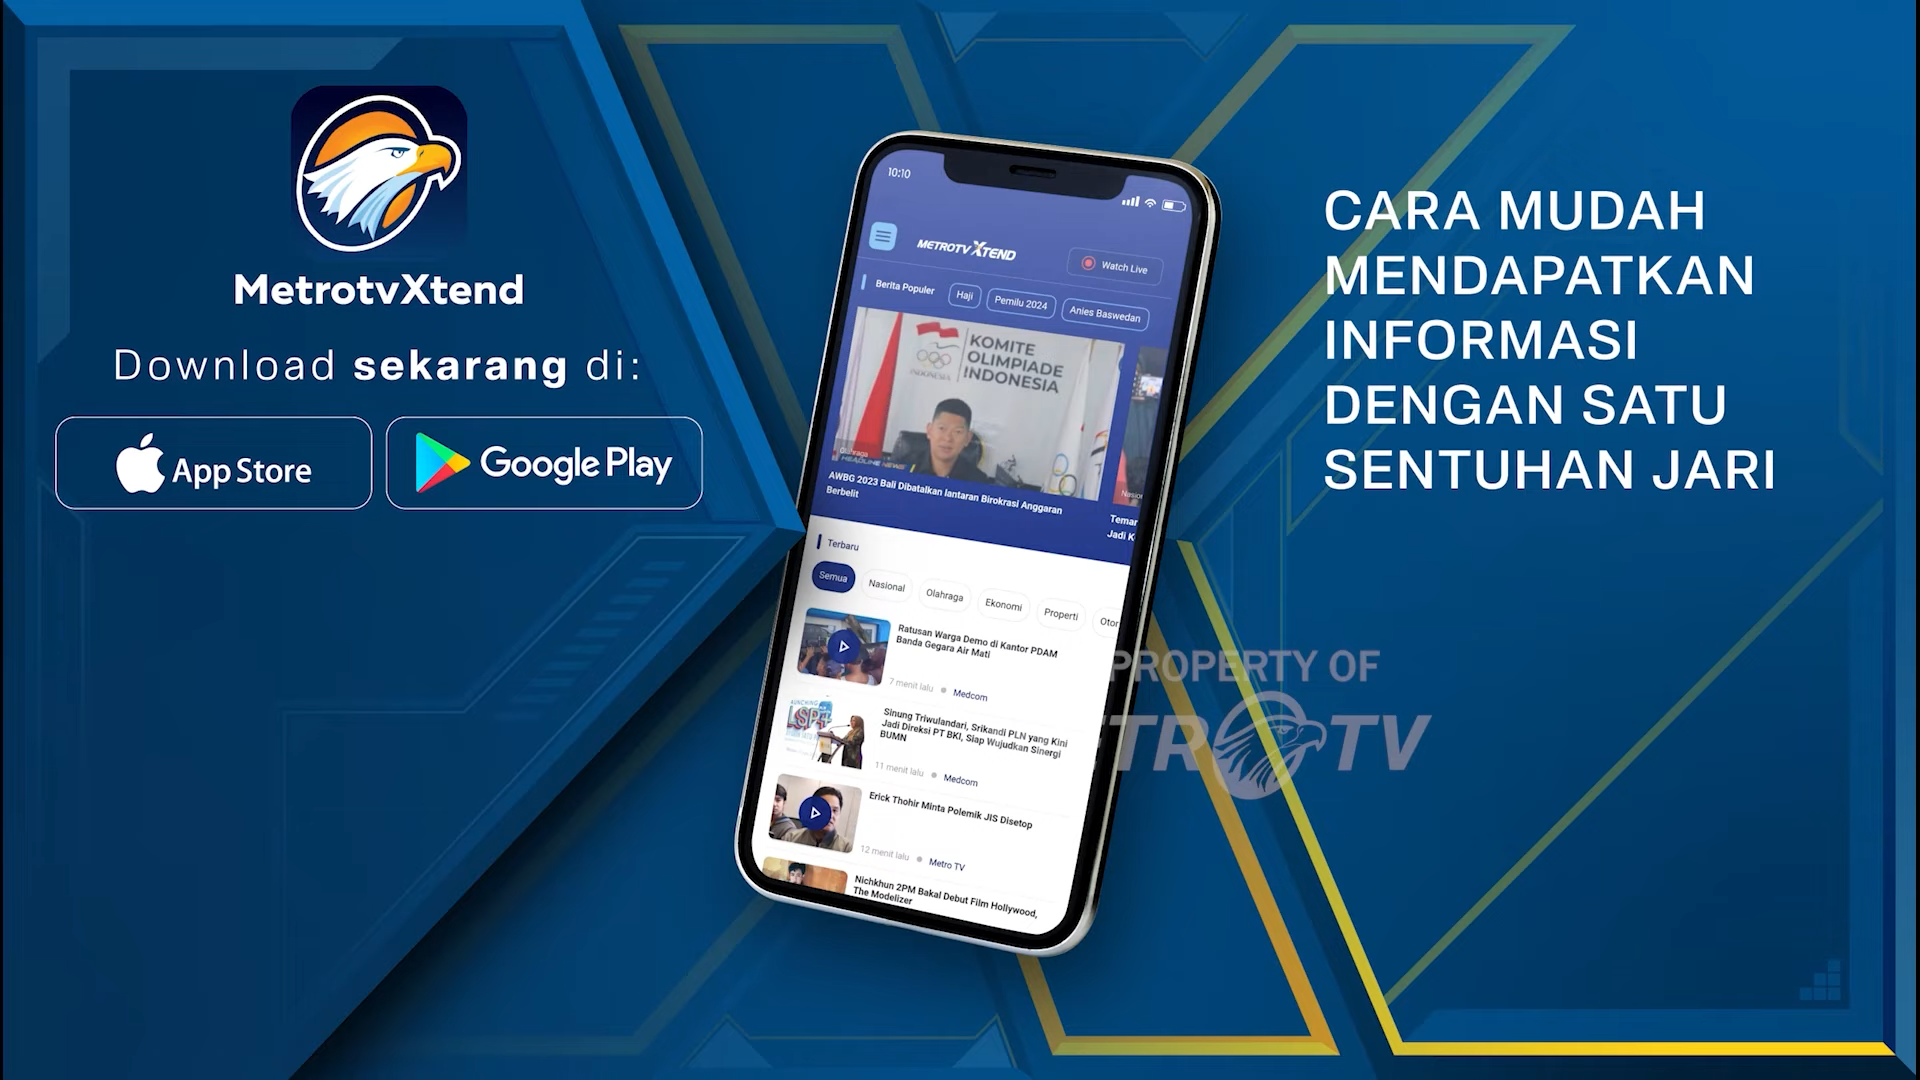 MetrotvXtend
Download sekarang di:
App Store
Google Play
10:10
METROTV XTEND
Watch Live
Berita Populer
Haji
Pemilu 2024
Anies Baswedan
KOMITE
OLIMPIADE
INDONESIA
INDONESIA
Olahraga
HEADLINE NEWS
AWBG 2023 Bali Dibatalkan lantaran Birokrasi Anggaran
Berbelit
Terbaru
Semua
Nasional
Olahraga
Ekonomi
Properti
Ratusan Warga Demo di Kantor PDAM
Banda Gegara Air Mati
7 menit lalu
Medcom
Sinung Triwulandari, Srikandi PLN yang Kini
Jadi Direksi PT BKI, Siap Wujudkan Sinergi
BUMN
11 menit lalu
Medcom
Erick Thohir Minta Polemik JIS Disetop
12 menit lalu
Metro TV
Nichkhun 2PM Bakal Debut Film Hollywood,
The Modelizer
CARA MUDAH
MENDAPATKAN
INFORMASI
DENGAN SATU
SENTUHAN JARI
PROPERTY OF
TV